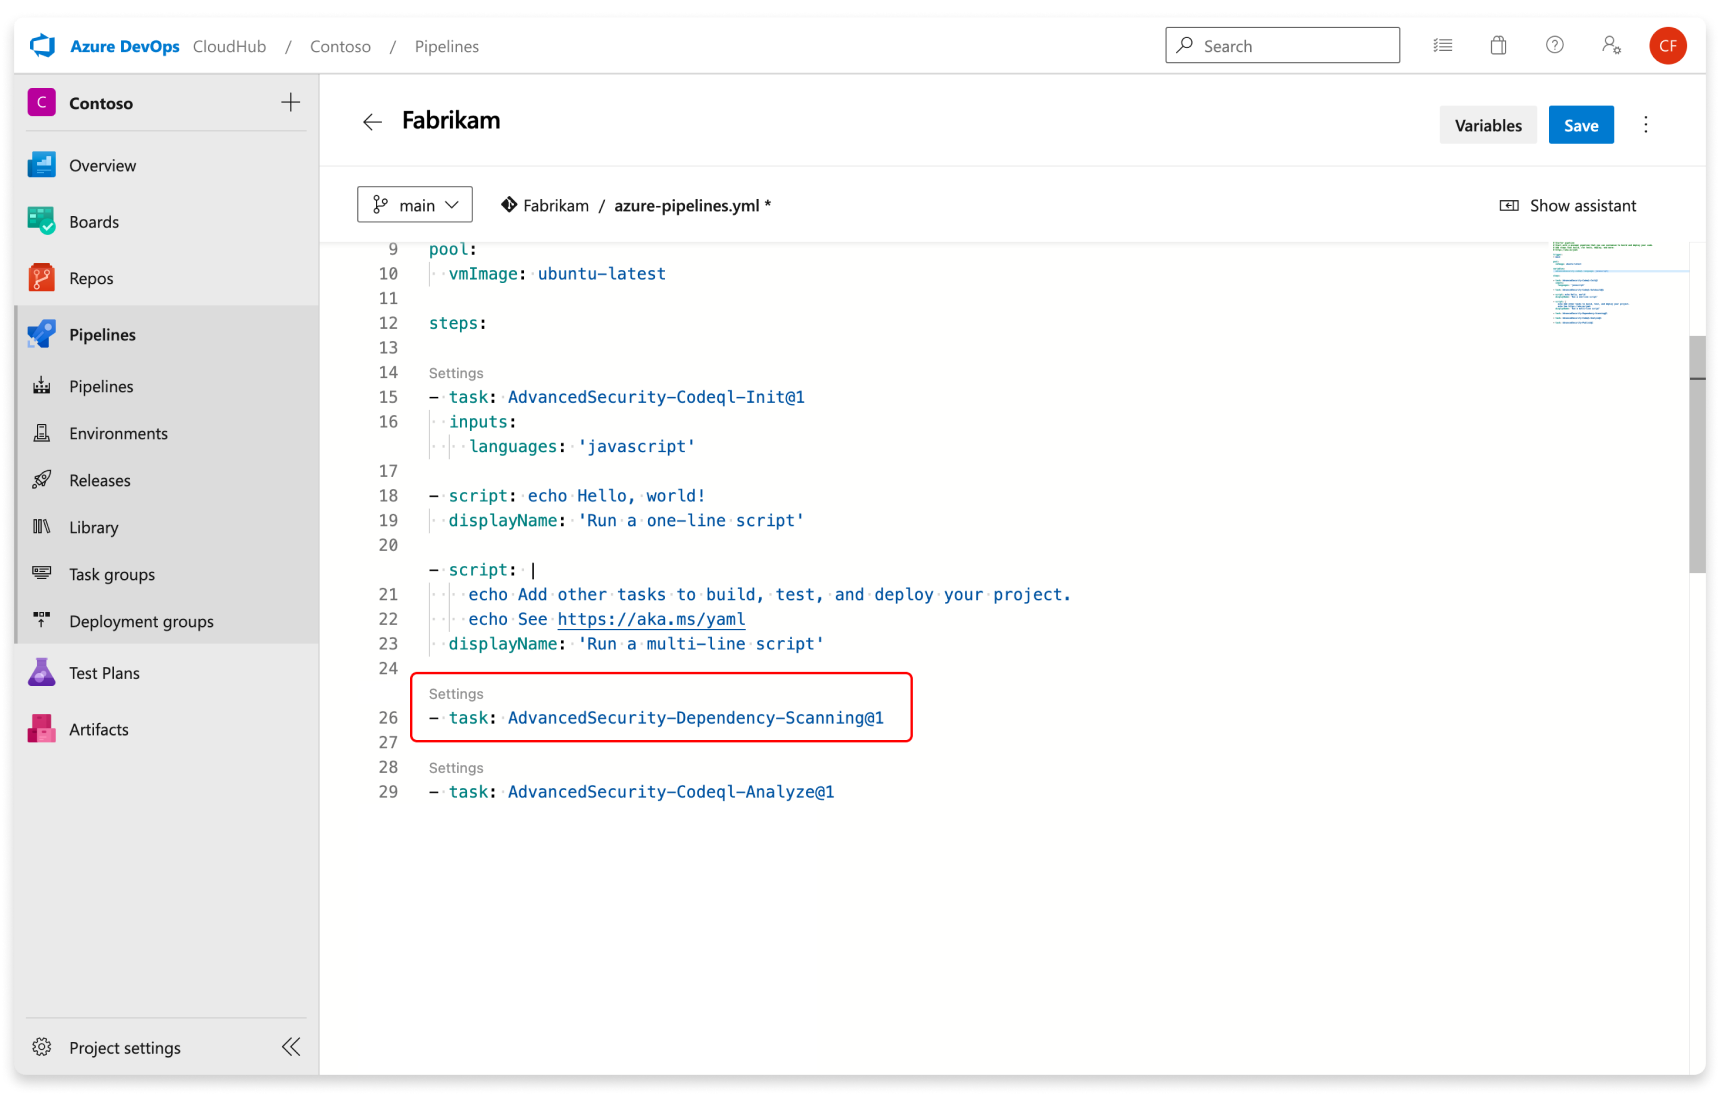 Azure DevOps CloudHub / Contoso / Pipelines
Search
CF
C Contoso
Overview
Boards
Repos
Pipelines
Pipelines
Environments
Releases
Library
Task groups
Deployment groups
Test Plans
Artifacts
Project settings
Fabrikam
Variables
Save
main
Fabrikam / azure-pipelines.yml *
Show assistant
9 pool:
10 vmImage: ubuntu-latest
11
12 steps:
13
14 Settings
15 - task: AdvancedSecurity-Codeql-Init@1
16 inputs:
languages: 'javascript'
17
18 - script: echo Hello, world!
19 displayName: 'Run a one-line script'
20
- script: |
21 echo Add other tasks to build, test, and deploy your project.
22 echo See https://aka.ms/yaml
23 displayName: 'Run a multi-line script'
24
Settings
26 - task: AdvancedSecurity-Dependency-Scanning@1
27
28 Settings
29 - task: AdvancedSecurity-Codeql-Analyze@1